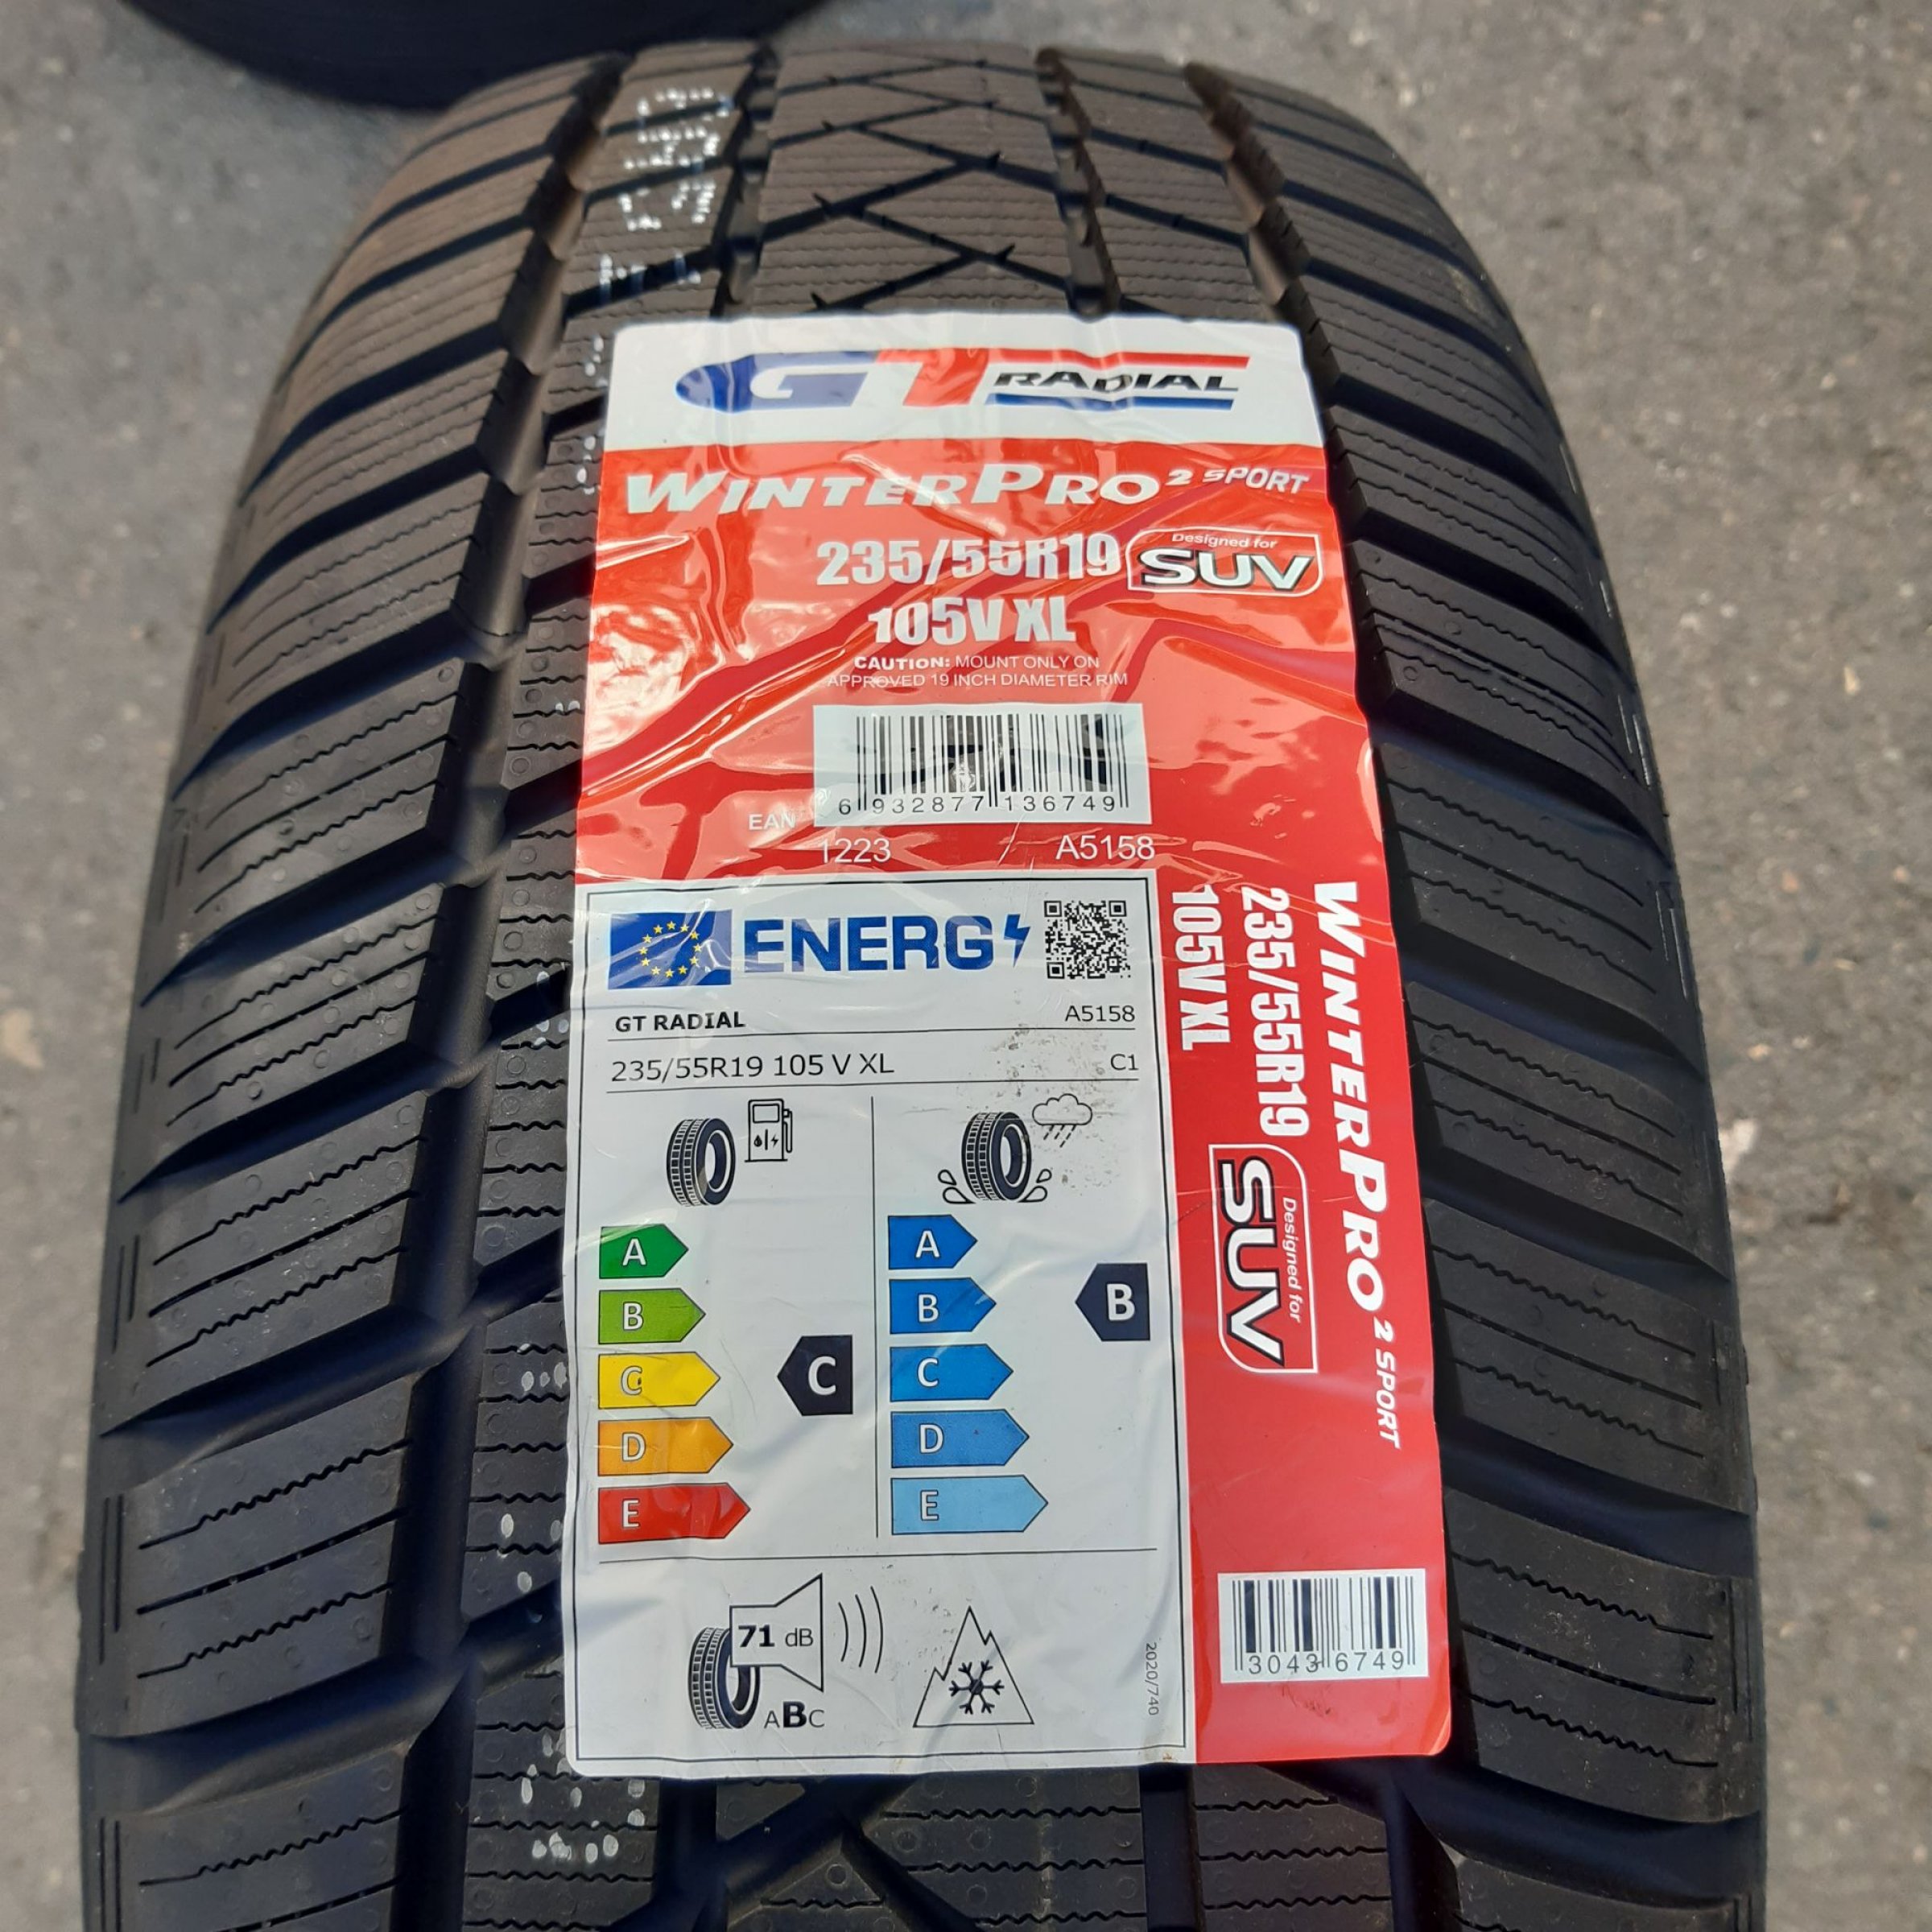 GT RADIAL
WINTERPRO 2 SPORT
235/55R19
Designed for
SUV
105V XL
CAUTION: MOUNT ONLY ON
APPROVED 19 INCH DIAMETER RIM
6 932877 136749
EAN
1223 A5158
ENERG
GT RADIAL A5158
235/55R19 105 V XL C1
A
B
C
D
E
C
A
B
C
D
E
B
71 dB
ABC
2020/740
WINTERPRO 2 SPORT
235/55R19
Designed for
SUV
105V XL
3043 6749